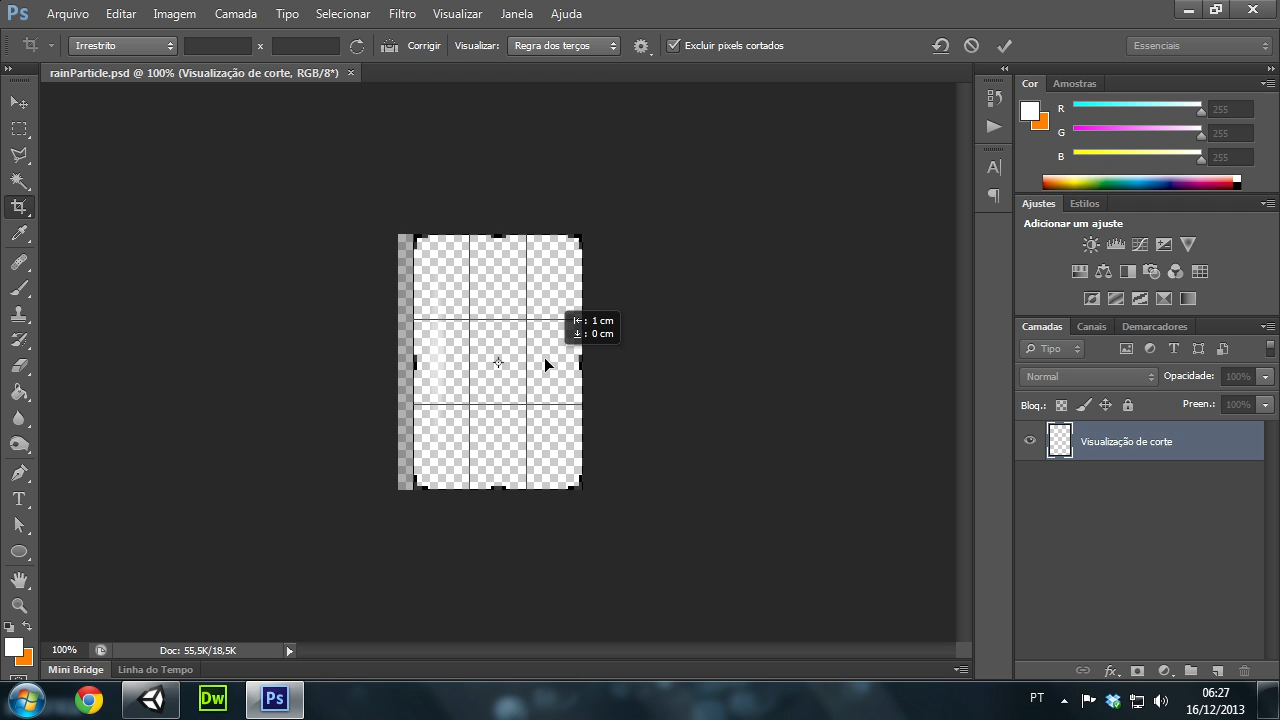 Ps Arquivo Editar Imagem Camada Tipo Selecionar Filtro Visualizar Janela Ajuda
Irrestrito x Corrigir Visualizar: Regra dos terços Excluir pixels cortados Essenciais
rainParticle.psd @ 100% (Visualização de corte, RGB/8*) ×
Cor Amostras
R 255
G 255
B 255
Ajustes Estilos
Adicionar um ajuste
: 1 cm
: 0 cm
Camadas Canais Demarcadores
Tipo T
Normal Opacidade: 100%
Bloq.: Preen.: 100%
Visualização de corte
A
T
100% Doc: 55,5K/18,5K
fx
Mini Bridge Linha do Tempo
Dw Ps PT 06:27
16/12/2013